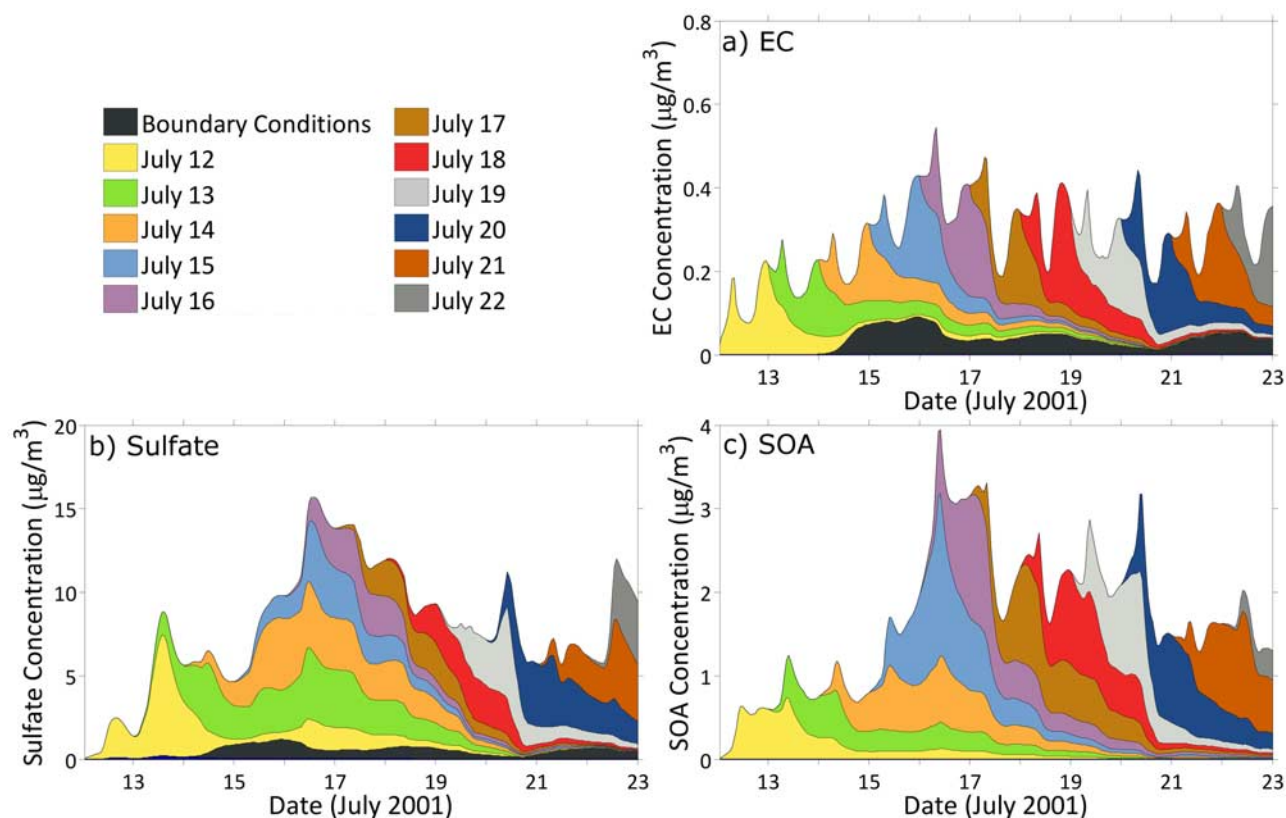 Boundary Conditions
July 12
July 13
July 14
July 15
July 16
July 17
July 18
July 19
July 20
July 21
July 22
a) EC
EC Concentration (µg/m³)
0.8
0.6
0.4
0.2
0
13 15 17 19 21 23
Date (July 2001)
b) Sulfate
Sulfate Concentration (µg/m³)
20
15
10
5
0
13 15 17 19 21 23
Date (July 2001)
c) SOA
SOA Concentration (µg/m³)
4
3
2
1
0
13 15 17 19 21 23
Date (July 2001)